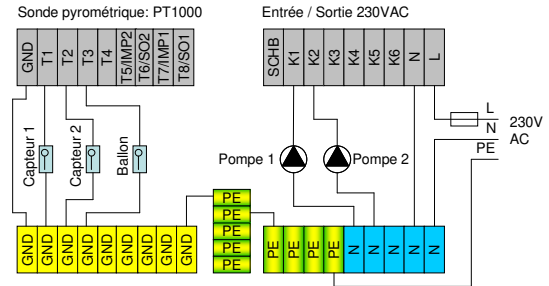 Sonde pyrométrique: PT1000
Entrée / Sortie 230VAC
GND
T1
T2
T3
T4
T5/IMP2
T6/SO2
T7/IMP1
T8/SO1
SCHB
K1
K2
K3
K4
K5
K6
N
L
Capteur 1
Capteur 2
Ballon
Pompe 1
Pompe 2
L
N
PE
230V
AC
PE
PE
PE
PE
PE
GND
GND
GND
GND
GND
GND
GND
GND
PE
PE
PE
PE
N
N
N
N
N